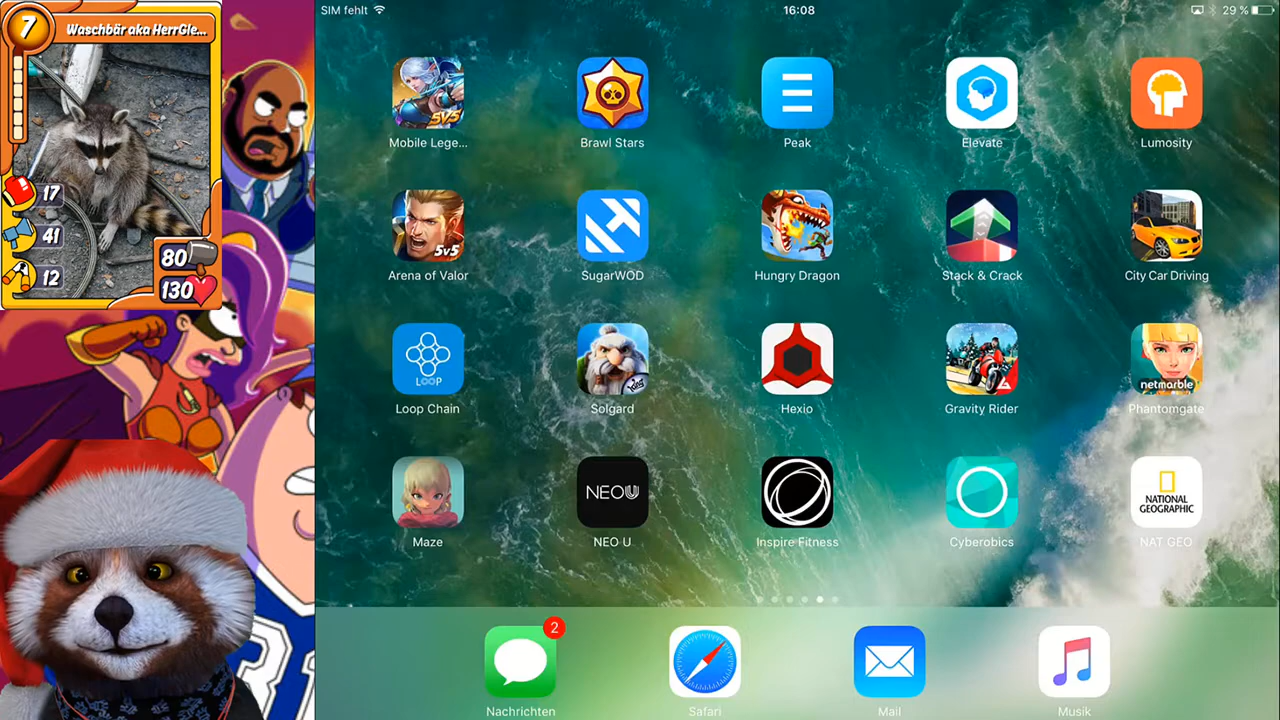 7
Waschbär aka HerrGle...
17
41
12
80
130
SIM fehlt
16:08
29 %
5V5
Mobile Lege...
Brawl Stars
Peak
Elevate
Lumosity
5v5
Arena of Valor
SugarWOD
Hungry Dragon
Stack & Crack
City Car Driving
LOOP
Loop Chain
King
Solgard
Hexio
Gravity Rider
netmarble
Phantomgate
Maze
NEOU
NEO U
Inspire Fitness
Cyberobics
NATIONAL
GEOGRAPHIC
NAT GEO
2
Nachrichten
Safari
Mail
Musik